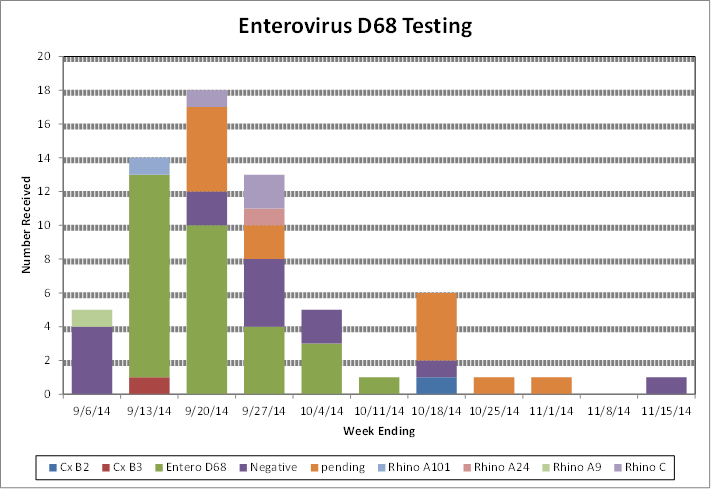 Enterovirus D68 Testing
20
18
16
14
12
10
8
6
4
2
0
Number Received
9/6/14 9/13/14 9/20/14 9/27/14 10/4/14 10/11/14 10/18/14 10/25/14 11/1/14 11/8/14 11/15/14
Week Ending
Cx B2 Cx B3 Entero D68 Negative pending Rhino A101 Rhino A24 Rhino A9 Rhino C